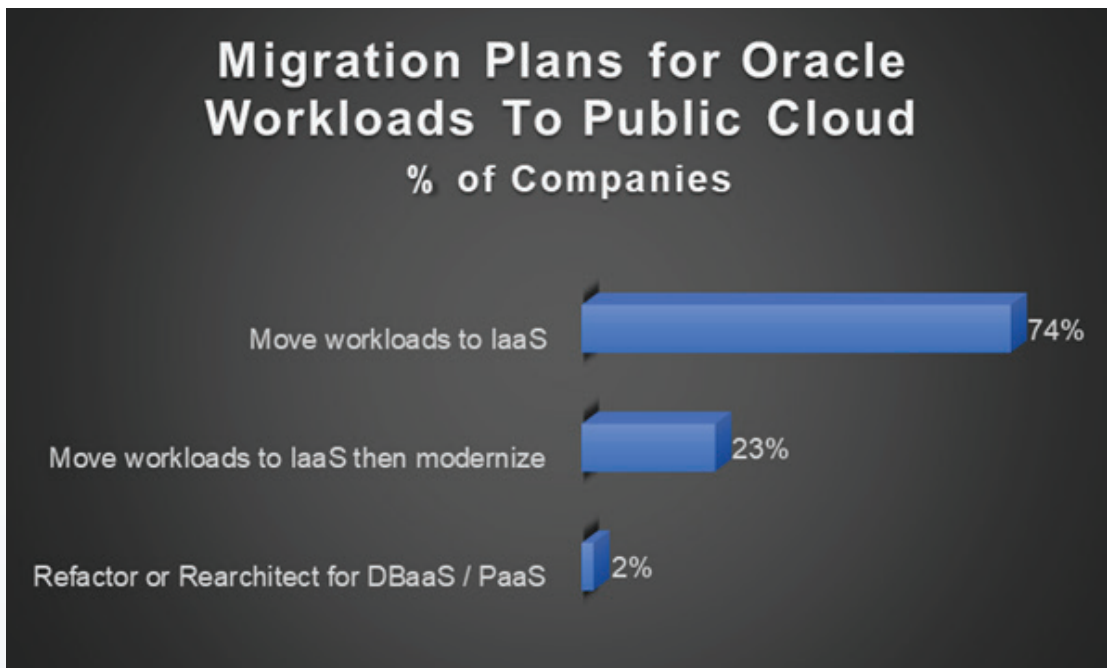 Migration Plans for Oracle
Workloads To Public Cloud
% of Companies
Move workloads to IaaS
74%
Move workloads to IaaS then modernize
23%
Refactor or Rearchitect for DBaaS / PaaS
2%